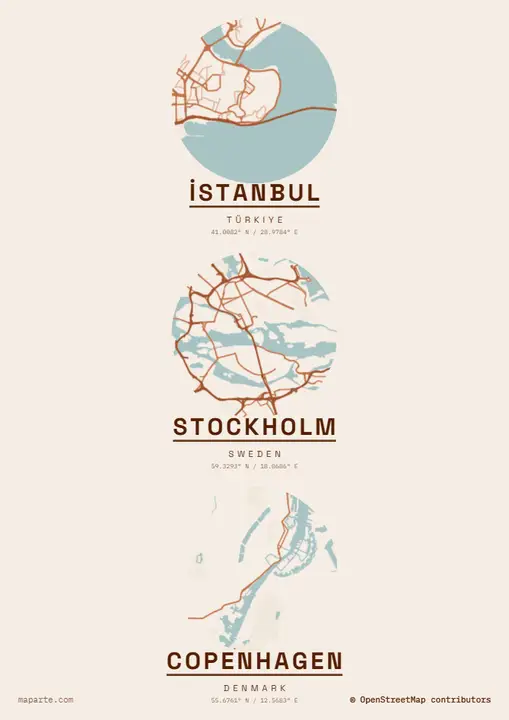 İSTANBUL
TÜRKIYE
41.0082° N / 28.9784° E
STOCKHOLM
SWEDEN
59.3293° N / 18.0686° E
COPENHAGEN
DENMARK
55.6761° N / 12.5683° E
maparte.com
© OpenStreetMap contributors